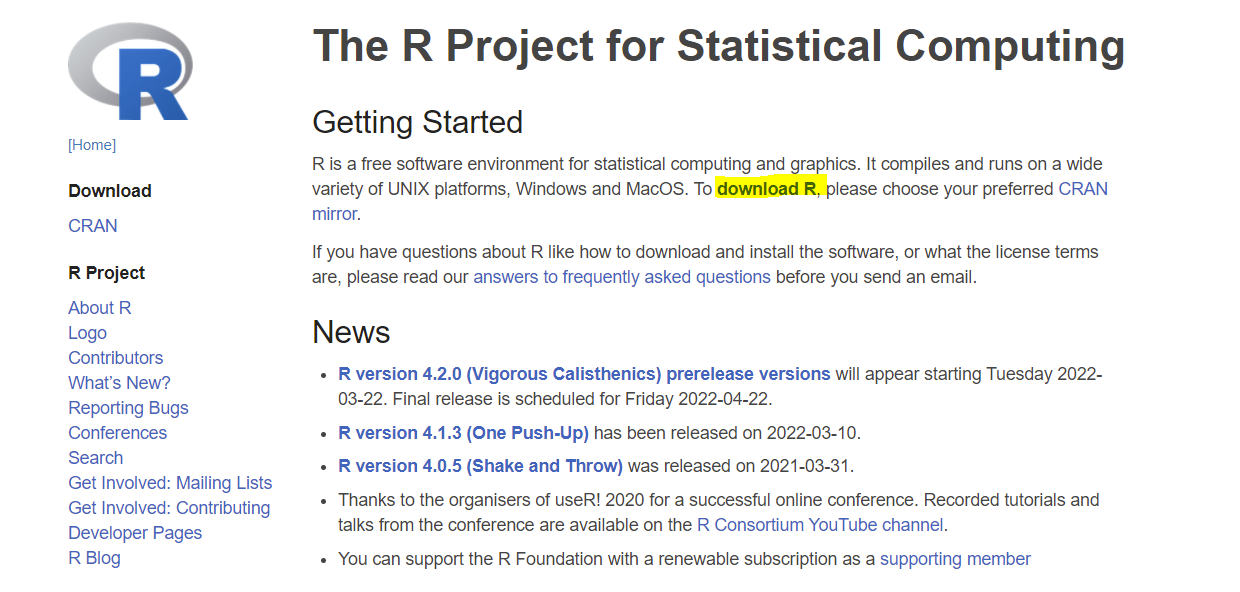 R
The R Project for Statistical Computing
[Home]
Download
CRAN
R Project
About R
Logo
Contributors
What's New?
Reporting Bugs
Conferences
Search
Get Involved: Mailing Lists
Get Involved: Contributing
Developer Pages
R Blog
Getting Started
R is a free software environment for statistical computing and graphics. It compiles and runs on a wide
variety of UNIX platforms, Windows and MacOS. To download R, please choose your preferred CRAN
mirror.
If you have questions about R like how to download and install the software, or what the license terms
are, please read our answers to frequently asked questions before you send an email.
News
• R version 4.2.0 (Vigorous Calisthenics) prerelease versions will appear starting Tuesday 2022-
03-22. Final release is scheduled for Friday 2022-04-22.
• R version 4.1.3 (One Push-Up) has been released on 2022-03-10.
• R version 4.0.5 (Shake and Throw) was released on 2021-03-31.
• Thanks to the organisers of useR! 2020 for a successful online conference. Recorded tutorials and
talks from the conference are available on the R Consortium YouTube channel.
• You can support the R Foundation with a renewable subscription as a supporting member